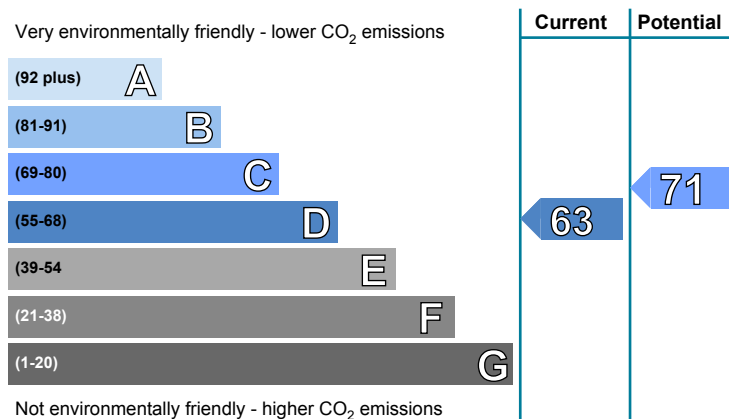 Current Potential
Very environmentally friendly - lower CO₂ emissions
(92 plus) A
(81-91) B
(69-80) C
71
(55-68) D
63
(39-54 E
(21-38) F
(1-20) G
Not environmentally friendly - higher CO₂ emissions